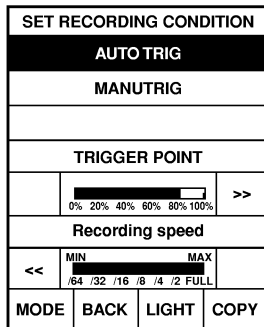 SET RECORDING CONDITION
AUTO TRIG
MANUTRIG
TRIGGER POINT
>>
0% 20% 40% 60% 80% 100%
Recording speed
MIN MAX
<<
/64 /32 /16 /8 /4 /2 FULL
MODE BACK LIGHT COPY